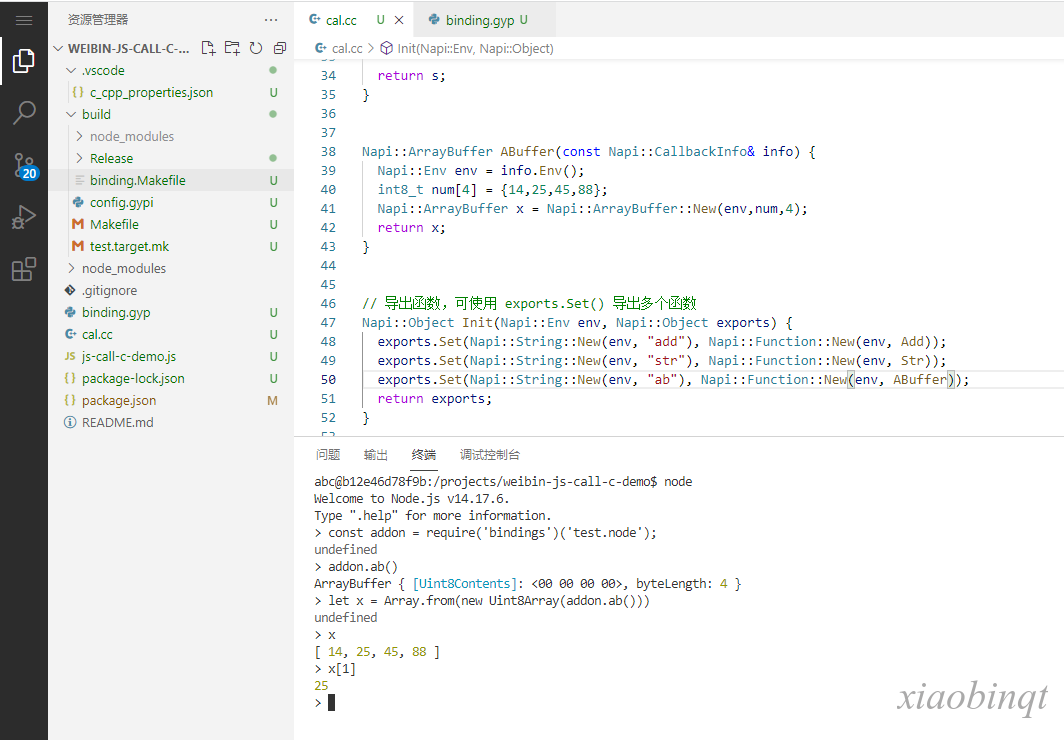 资源管理器
WEIBIN-JS-CALL-C-...
.vscode
c_cpp_properties.json U
build
node_modules
Release
binding.Makefile U
config.gypi U
Makefile U
test.target.mk U
node_modules
.gitignore
binding.gyp U
cal.cc U
js-call-c-demo.js U
package-lock.json U
package.json M
README.md
20
cal.cc U
binding.gyp U
cal.cc > Init(Napi::Env, Napi::Object)
34 return s;
35 }
36
37
38 Napi::ArrayBuffer ABuffer(const Napi::CallbackInfo& info) {
39 Napi::Env env = info.Env();
40 int8_t num[4] = {14,25,45,88};
41 Napi::ArrayBuffer x = Napi::ArrayBuffer::New(env,num,4);
42 return x;
43 }
44
45
46 // 导出函数，可使用 exports.Set() 导出多个函数
47 Napi::Object Init(Napi::Env env, Napi::Object exports) {
48 exports.Set(Napi::String::New(env, "add"), Napi::Function::New(env, Add));
49 exports.Set(Napi::String::New(env, "str"), Napi::Function::New(env, Str));
50 exports.Set(Napi::String::New(env, "ab"), Napi::Function::New(env, ABuffer));
51 return exports;
52 }
问题 输出 终端 调试控制台
abc@b12e46d78f9b:/projects/weibin-js-call-c-demo$ node
Welcome to Node.js v14.17.6.
Type ".help" for more information.
> const addon = require('bindings')('test.node');
undefined
> addon.ab()
ArrayBuffer { [Uint8Contents]: <00 00 00 00>, byteLength: 4 }
> let x = Array.from(new Uint8Array(addon.ab()))
undefined
> x
[ 14, 25, 45, 88 ]
> x[1]
25
>
xiaobinqt